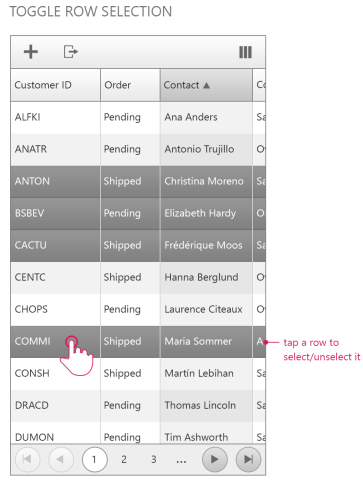 TOGGLE ROW SELECTION
Customer ID Order Contact ▲
ALFKI Pending Ana Anders Sa
ANATR Pending Antonio Trujillo
ANTON Shipped Christina Moreno Sa
BSBEV Pending Elizabeth Hardy
CACTU Shipped Frédérique Moos Sa
CENTC Shipped Hanna Berglund
CHOPS Pending Laurence Citeaux
COMMI Shipped Maria Sommer A
CONSH Shipped Martín Lebihan Sa
DRACD Pending Thomas Lincoln Sa
DUMON Pending Tim Ashworth Sa
tap a row to
select/unselect it
1 2 3 ...